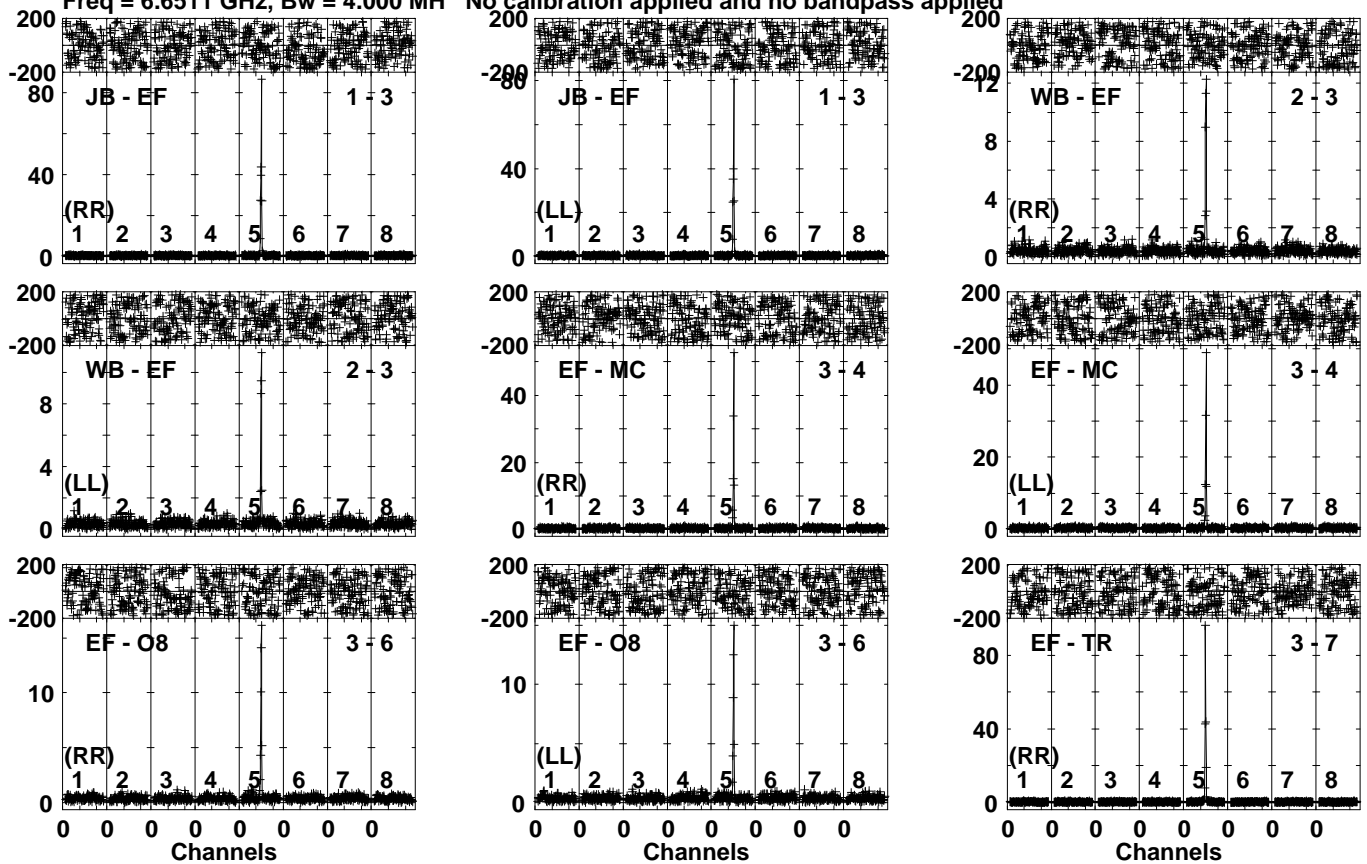 Freq = 6.6511 GHz, Bw = 4.000 MH No calibration applied and no bandpass applied
200
-200
80
40
0
JB - EF 1 - 3
(RR)
1 2 3 4 5 6 7 8
200
-200
80
40
0
JB - EF 1 - 3
(LL)
1 2 3 4 5 6 7 8
200
-200
12
8
4
0
WB - EF 2 - 3
(RR)
1 2 3 4 5 6 7 8
200
-200
8
4
0
WB - EF 2 - 3
(LL)
1 2 3 4 5 6 7 8
200
-200
40
20
0
EF - MC 3 - 4
(RR)
1 2 3 4 5 6 7 8
200
-200
40
20
0
EF - MC 3 - 4
(LL)
1 2 3 4 5 6 7 8
200
-200
10
0
EF - O8 3 - 6
(RR)
1 2 3 4 5 6 7 8
0 0 0 0 0 0 0 0
Channels
200
-200
10
0
EF - O8 3 - 6
(LL)
1 2 3 4 5 6 7 8
0 0 0 0 0 0 0 0
Channels
200
-200
80
40
0
EF - TR 3 - 7
(RR)
1 2 3 4 5 6 7 8
0 0 0 0 0 0 0 0
Channels